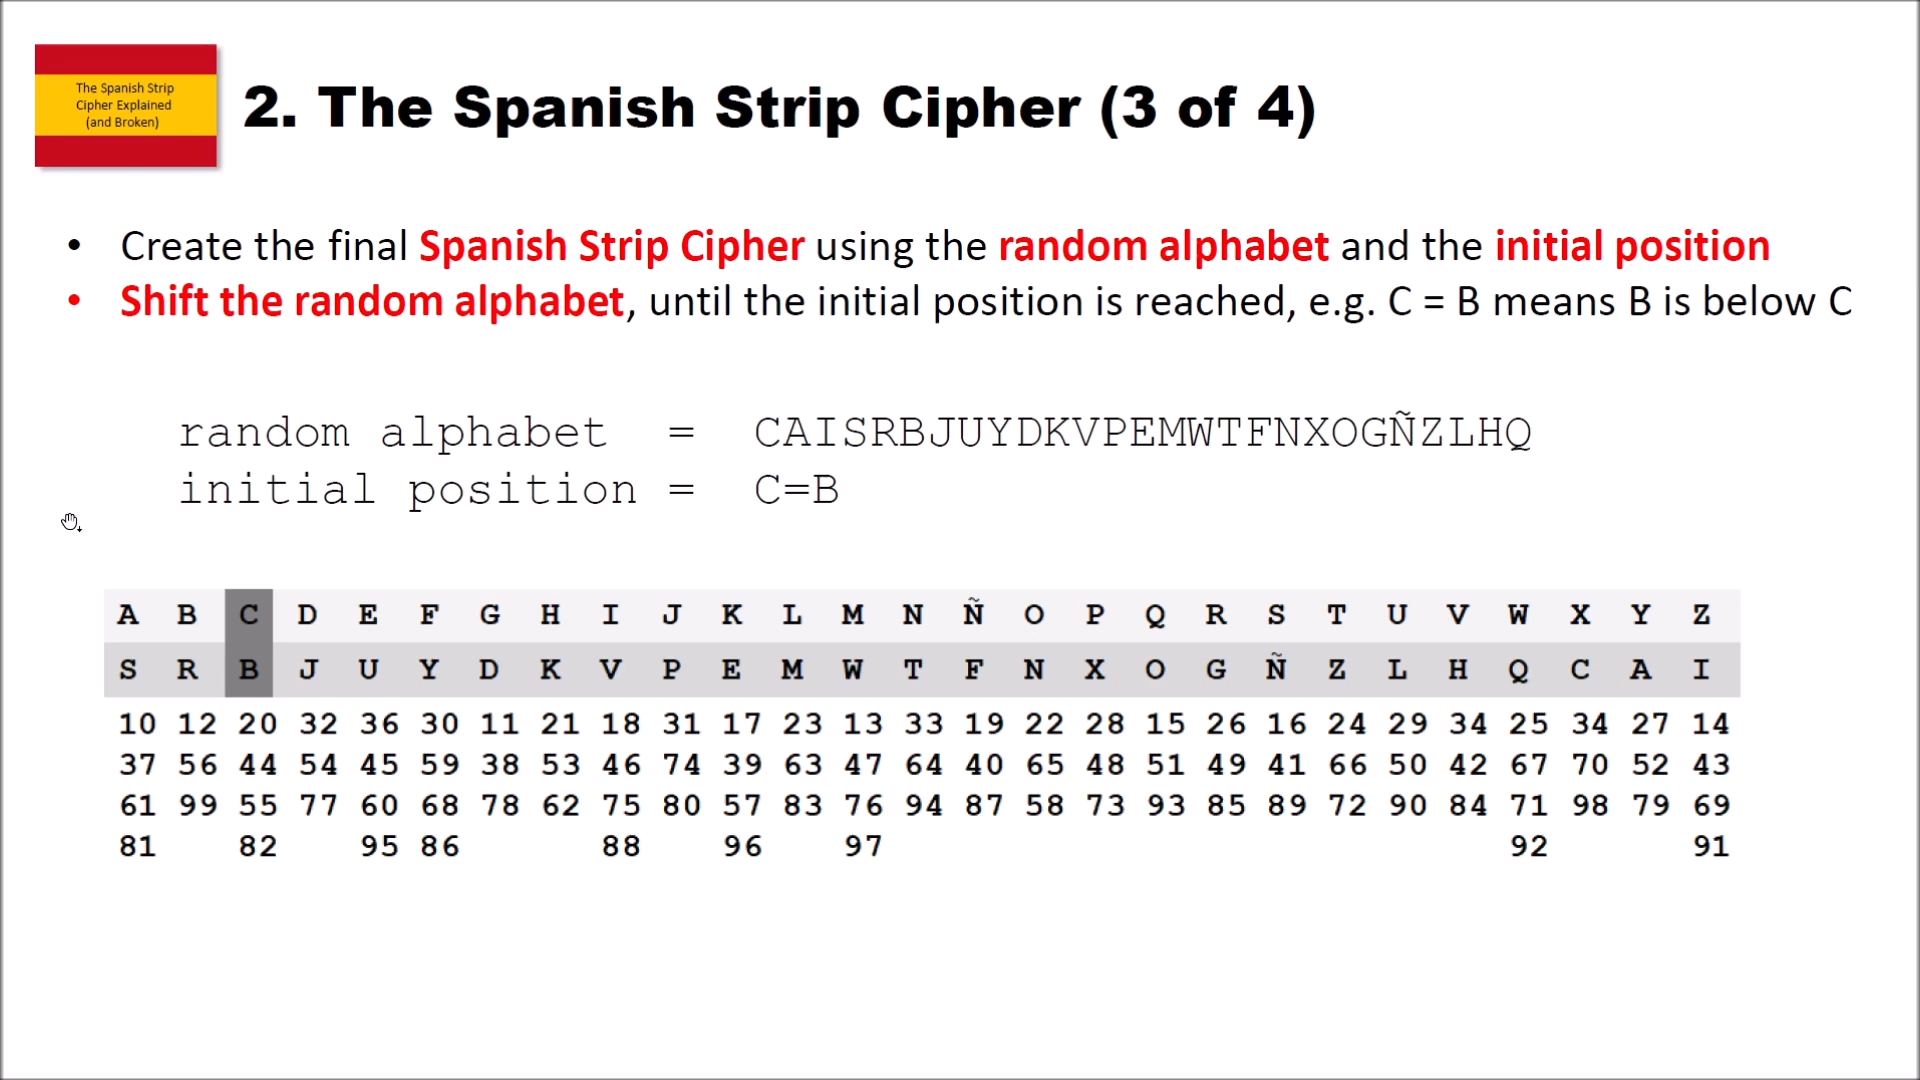 The Spanish Strip
Cipher Explained
(and Broken)
2. The Spanish Strip Cipher (3 of 4)
• Create the final Spanish Strip Cipher using the random alphabet and the initial position
• Shift the random alphabet, until the initial position is reached, e.g. C = B means B is below C
random alphabet = CAISRBJUYDKVPEMWTFNXOGÑZLHQ
initial position = C=B
A B C D E F G H I J K L M N Ñ O P Q R S T U V W X Y Z
S R B J U Y D K V P E M W T F N X O G Ñ Z L H Q C A I
10 12 20 32 36 30 11 21 18 31 17 23 13 33 19 22 28 15 26 16 24 29 34 25 34 27 14
37 56 44 54 45 59 38 53 46 74 39 63 47 64 40 65 48 51 49 41 66 50 42 67 70 52 43
61 99 55 77 60 68 78 62 75 80 57 83 76 94 87 58 73 93 85 89 72 90 84 71 98 79 69
81 82 95 86 88 96 97 92 91